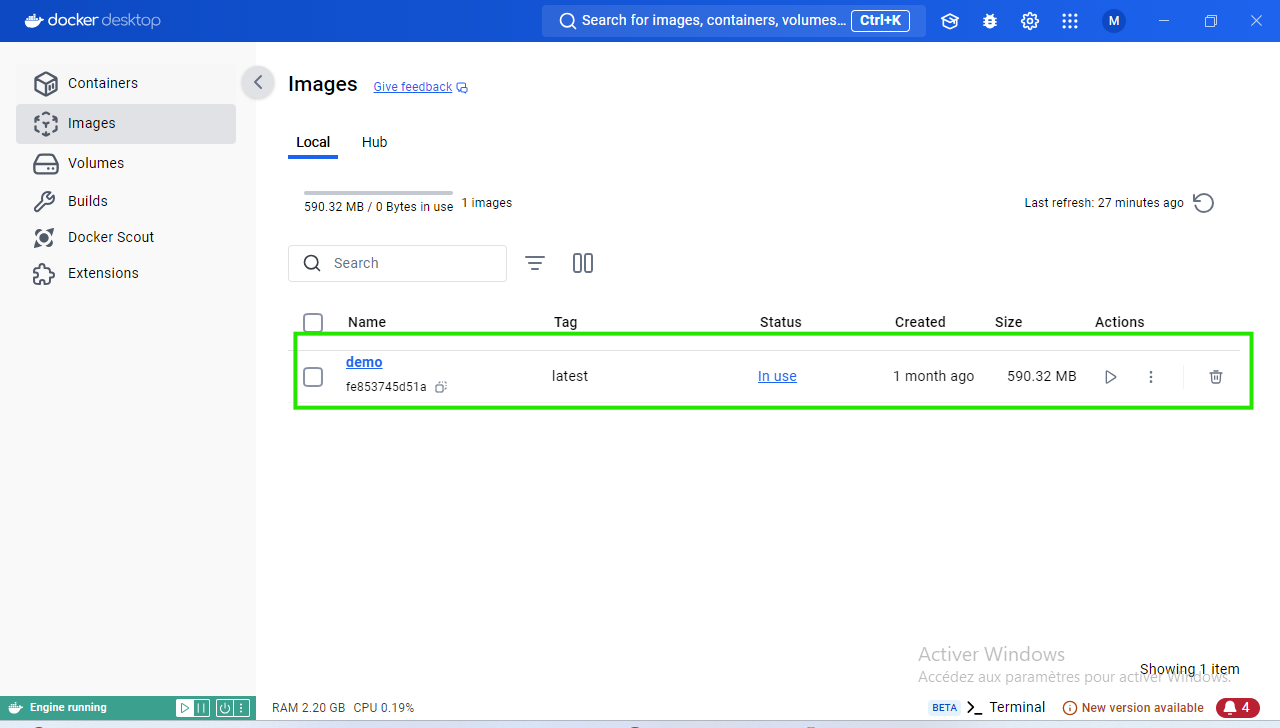 docker desktop
Search for images, containers, volumes... Ctrl+K
M
Containers
Images
Volumes
Builds
Docker Scout
Extensions
Images Give feedback
Local Hub
590.32 MB / 0 Bytes in use 1 images
Last refresh: 27 minutes ago
Search
Name Tag Status Created Size Actions
demo
fe853745d51a
latest In use 1 month ago 590.32 MB
Activer Windows
Accédez aux paramètres pour activer Windows.
Showing 1 item
Engine running
RAM 2.20 GB CPU 0.19%
BETA Terminal New version available 4